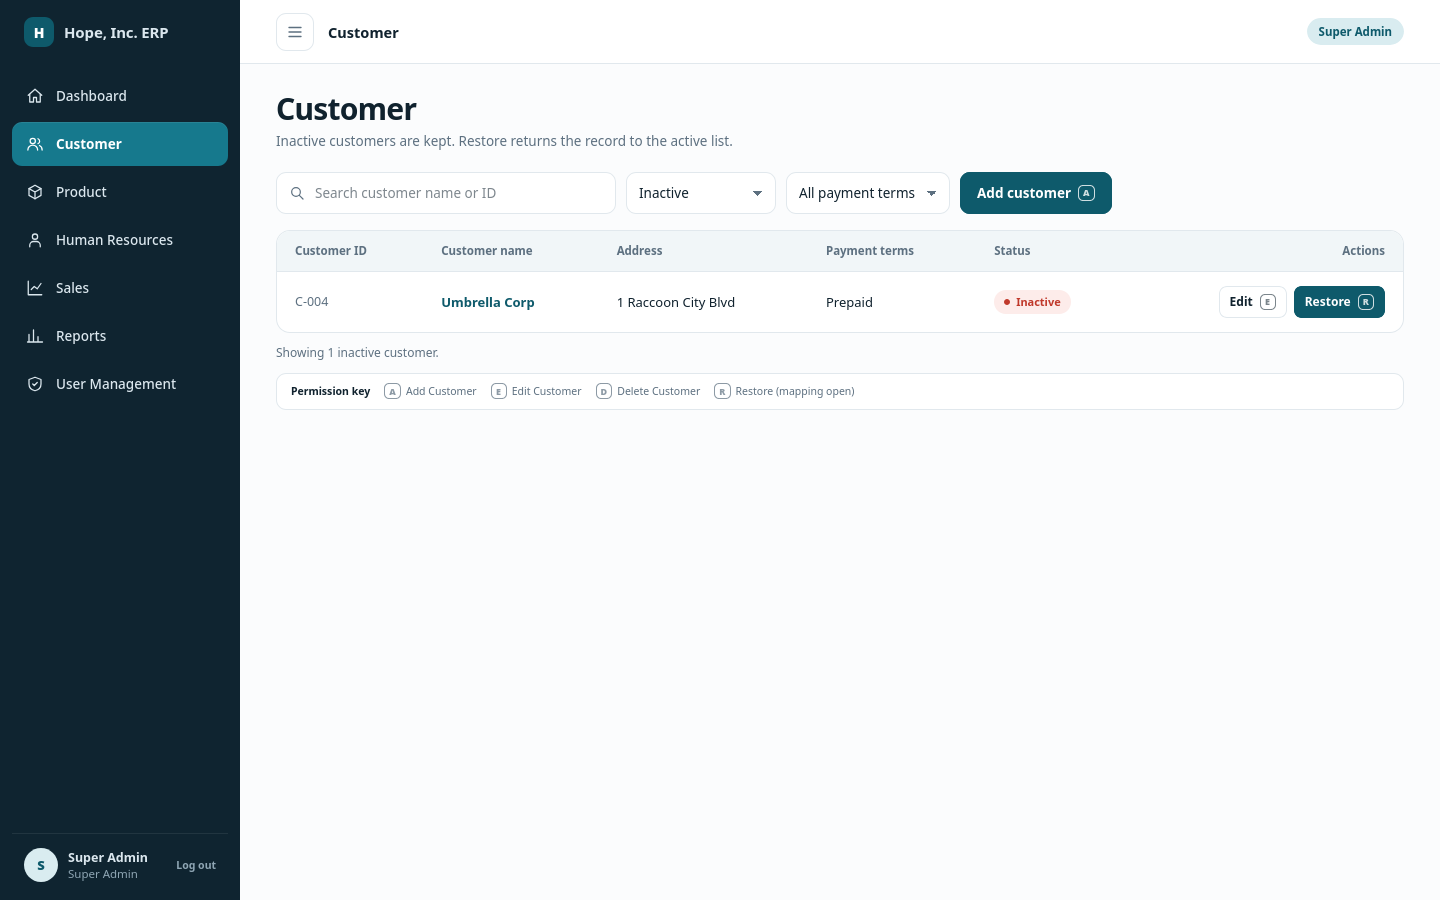 H Hope, Inc. ERP
Dashboard
Customer
Product
Human Resources
Sales
Reports
User Management
S Super Admin
Super Admin
Log out
Customer
Super Admin
Customer
Inactive customers are kept. Restore returns the record to the active list.
Search customer name or ID
Inactive
All payment terms
Add customer A
Customer ID Customer name Address Payment terms Status Actions
C-004 Umbrella Corp 1 Raccoon City Blvd Prepaid Inactive Edit E Restore R
Showing 1 inactive customer.
Permission key A Add Customer E Edit Customer D Delete Customer R Restore (mapping open)